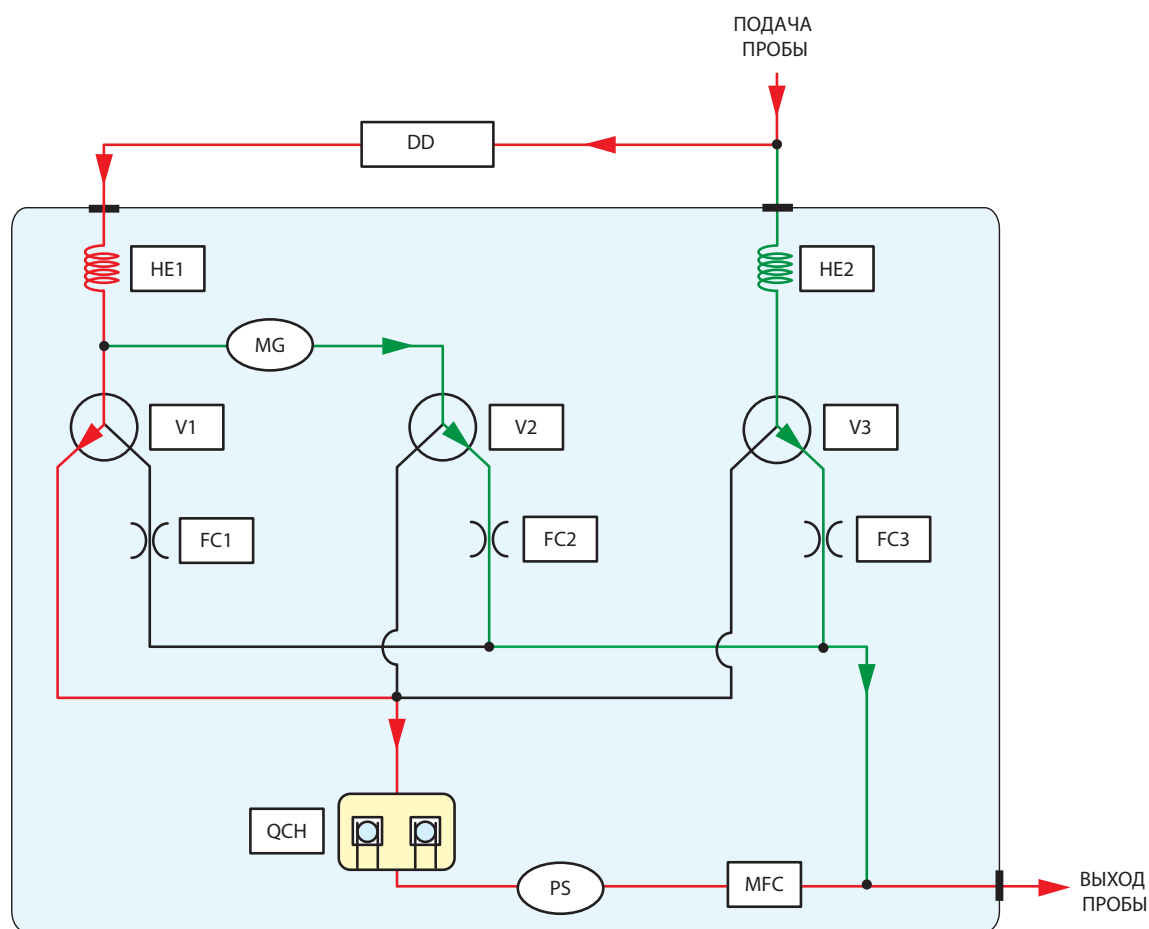 ПОДАЧА
ПРОБЫ
DD
HE1
HE2
MG
V1
V2
V3
FC1
FC2
FC3
QCH
PS
MFC
ВЫХОД
ПРОБЫ